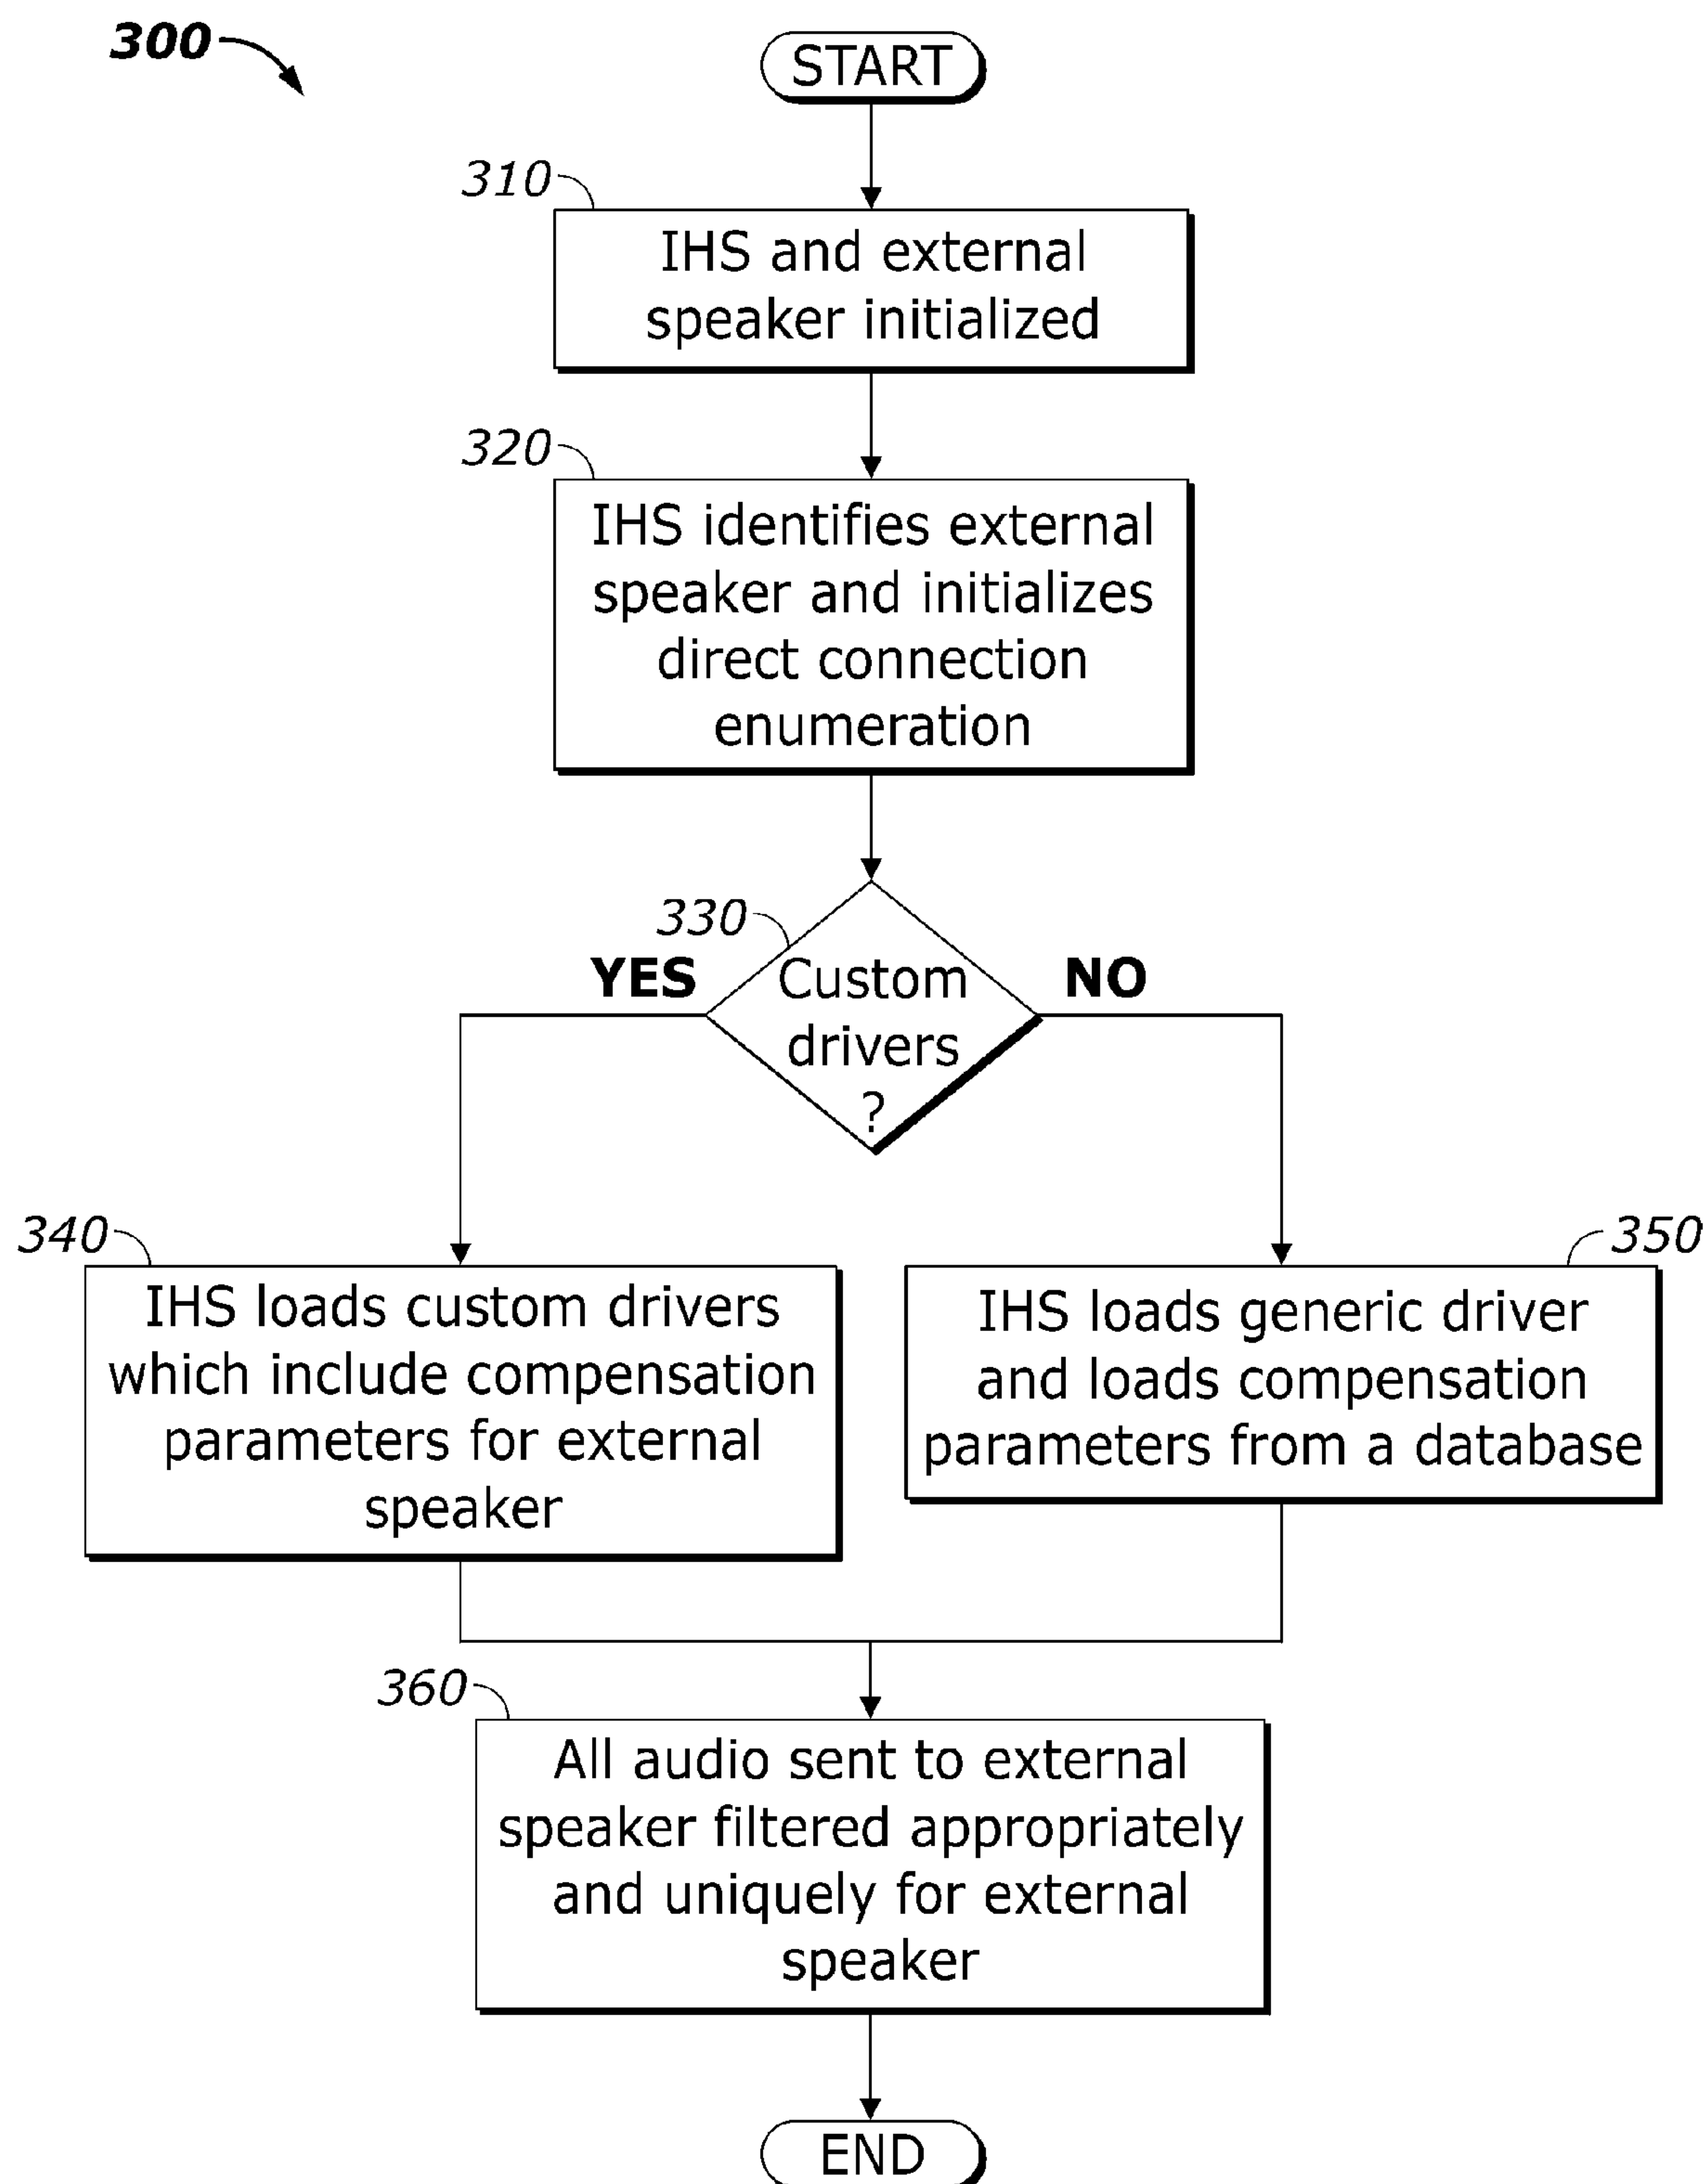 300
START
310
IHS and external
speaker initialized
320
IHS identifies external
speaker and initializes
direct connection
enumeration
330
YES
Custom
drivers
?
NO
340
IHS loads custom drivers
which include compensation
parameters for external
speaker
350
IHS loads generic driver
and loads compensation
parameters from a database
360
All audio sent to external
speaker filtered appropriately
and uniquely for external
speaker
END